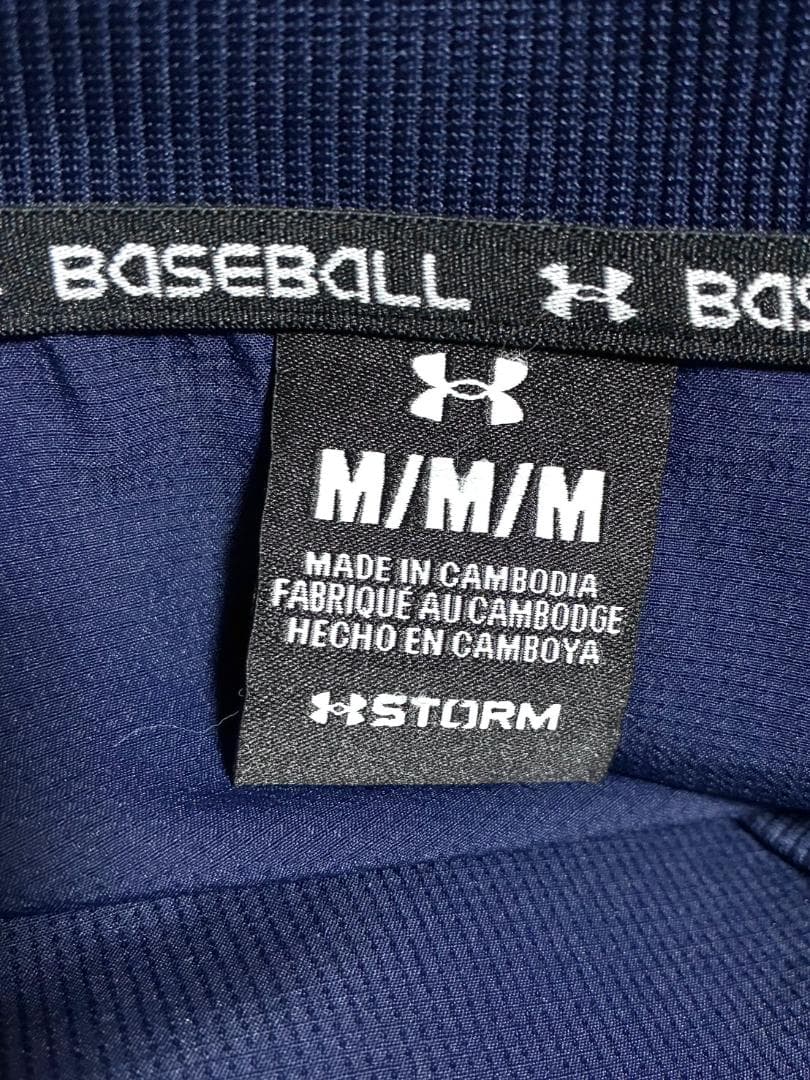 BASEBALL BAS
M/M/M
MADE IN CAMBODIA
FABRIQUÉ AU CAMBODGE
HECHO EN CAMBOYA
STORM